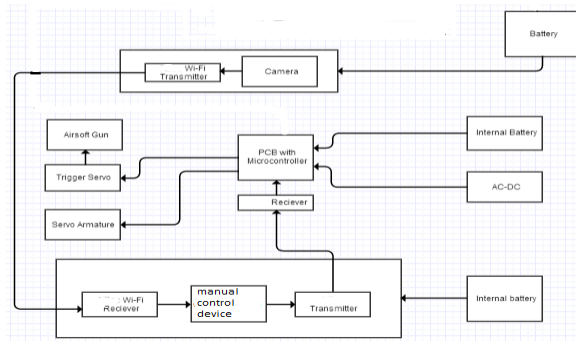 Battery
Wi-Fi
Transmitter
Camera
Airsoft Gun
PCB with
Microcontroller
Internal Battery
Trigger Servo
AC-DC
Reciever
Servo Armature
Wi-Fi
Reciever
manual
control
device
Transmitter
Internal battery